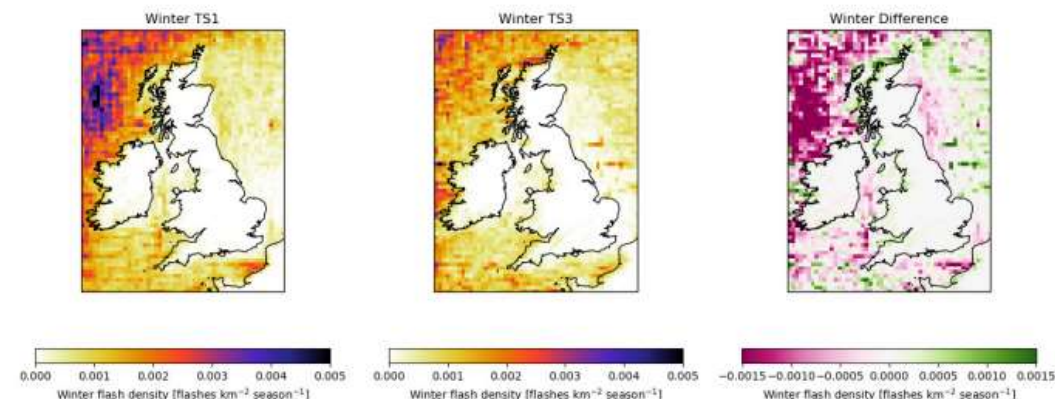 Winter TS1 Winter TS3 Winter Difference
0.000 0.001 0.002 0.003 0.004 0.005 0.000 0.001 0.002 0.003 0.004 0.005 −0.0015 −0.0010 −0.0005 0.0000 0.0005 0.0010 0.0015
Winter flash density [flashes km⁻² season⁻¹] Winter flash density [flashes km⁻² season⁻¹] Winter flash density [flashes km⁻² season⁻¹]